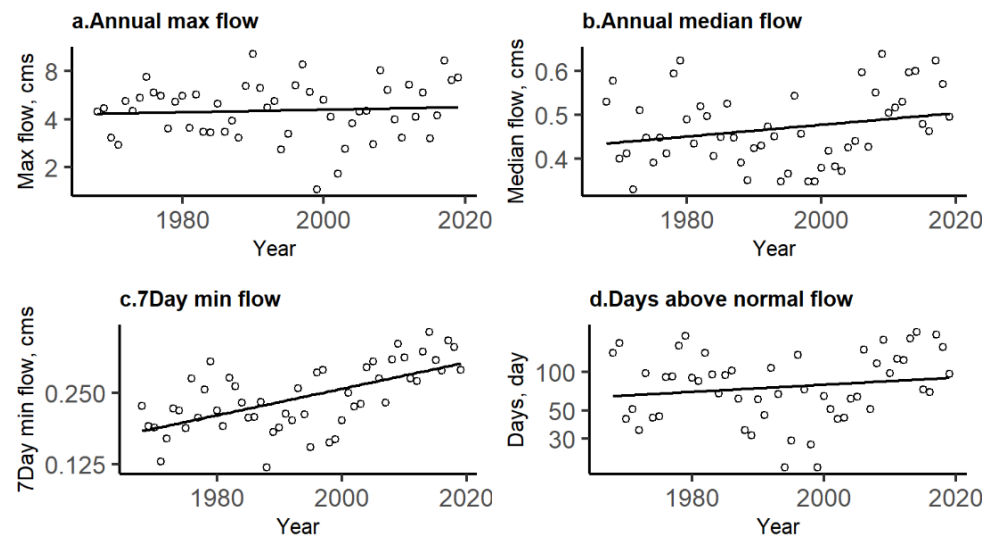 a.Annual max flow
Max flow, cms
8
4
2
1980
2000
2020
Year
b.Annual median flow
Median flow, cms
0.6
0.5
0.4
1980
2000
2020
Year
c.7Day min flow
7Day min flow, cms
0.250
0.125
1980
2000
2020
Year
d.Days above normal flow
Days, day
100
50
30
1980
2000
2020
Year